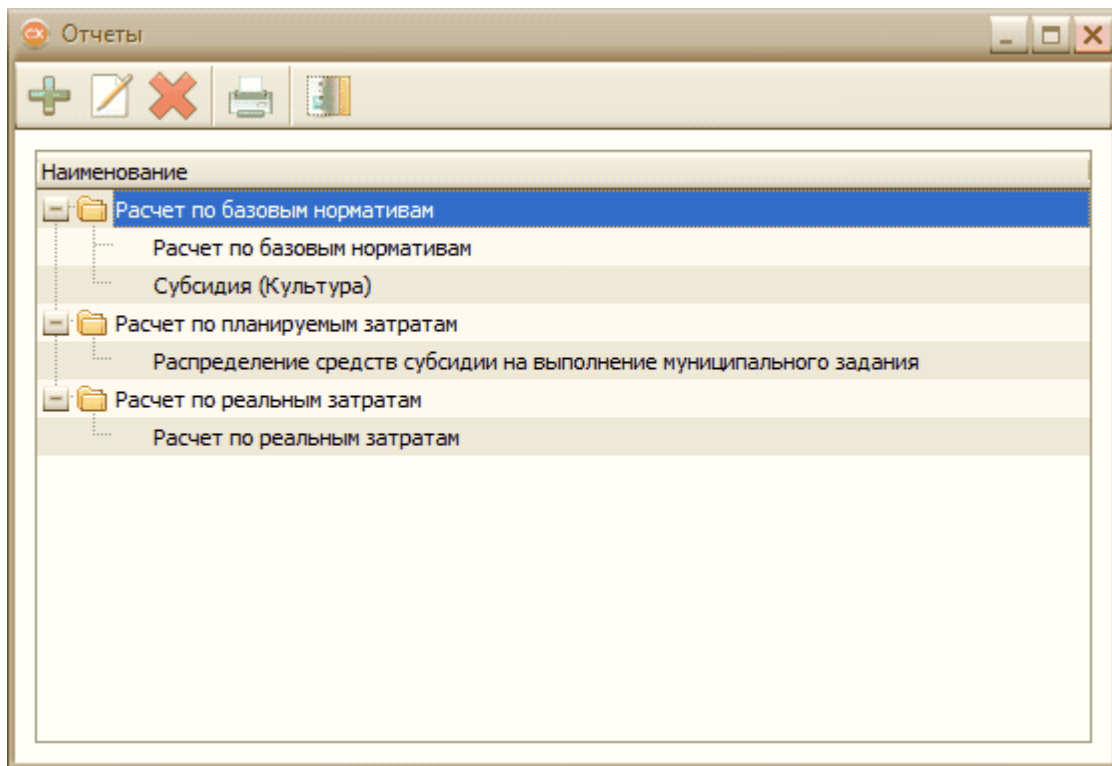 Отчеты
Наименование
Расчет по базовым нормативам
Расчет по базовым нормативам
Субсидия (Культура)
Расчет по планируемым затратам
Распределение средств субсидии на выполнение муниципального задания
Расчет по реальным затратам
Расчет по реальным затратам